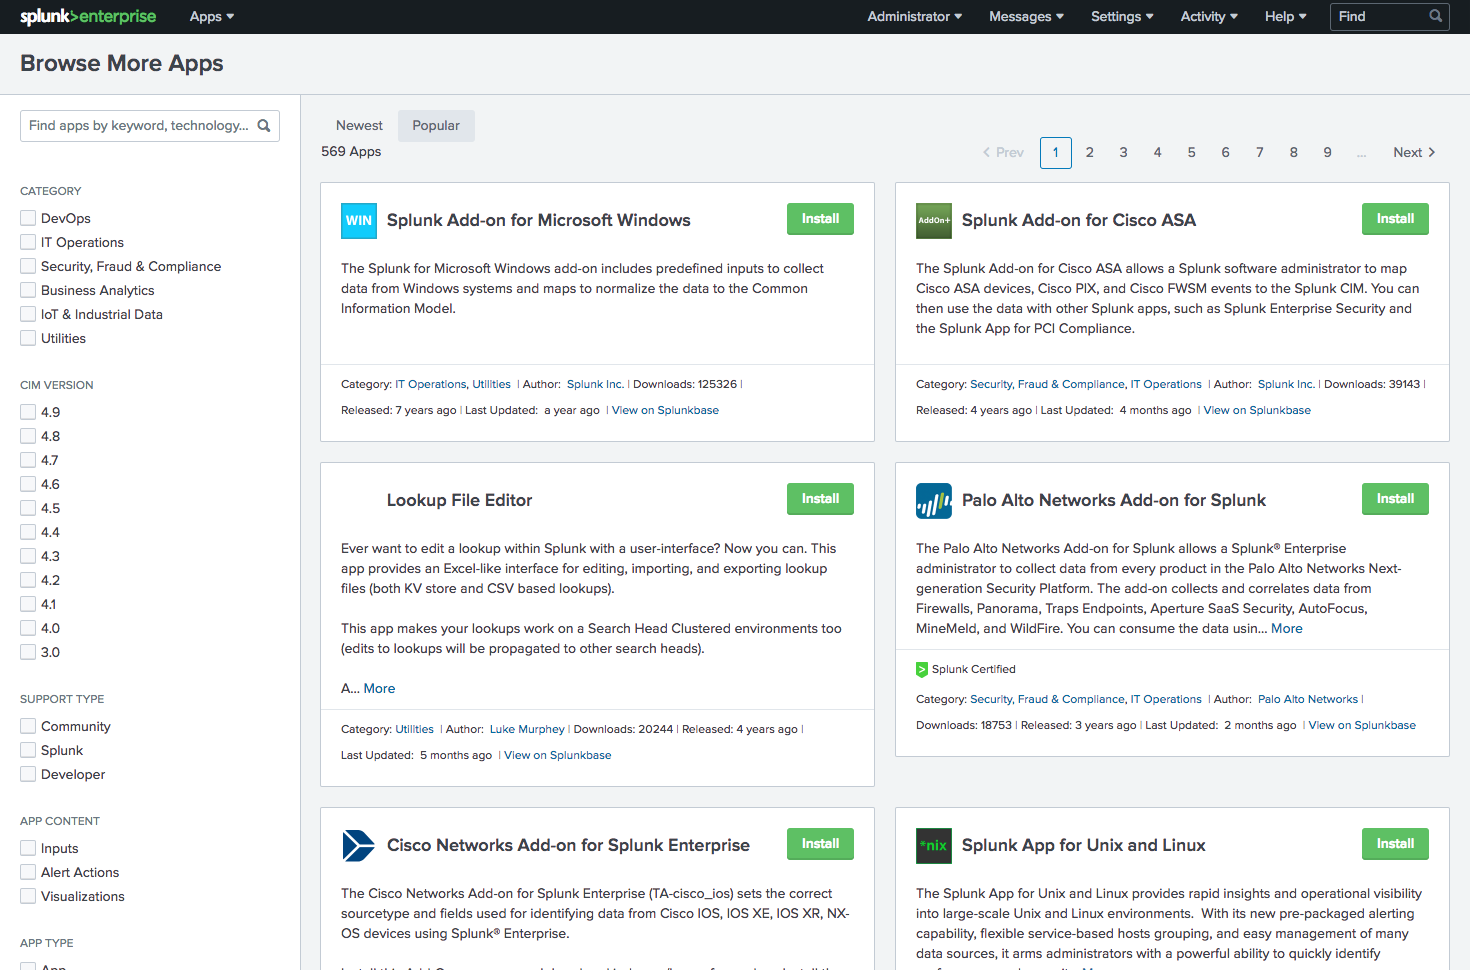 splunk>enterprise Apps Administrator Messages Settings Activity Help Find
Browse More Apps
Find apps by keyword, technology...
CATEGORY
DevOps
IT Operations
Security, Fraud & Compliance
Business Analytics
IoT & Industrial Data
Utilities
CIM VERSION
4.9
4.8
4.7
4.6
4.5
4.4
4.3
4.2
4.1
4.0
3.0
SUPPORT TYPE
Community
Splunk
Developer
APP CONTENT
Inputs
Alert Actions
Visualizations
APP TYPE
App
Newest Popular
569 Apps
< Prev 1 2 3 4 5 6 7 8 9 ... Next >
WIN Splunk Add-on for Microsoft Windows Install
The Splunk for Microsoft Windows add-on includes predefined inputs to collect
data from Windows systems and maps to normalize the data to the Common
Information Model.
Category: IT Operations, Utilities | Author: Splunk Inc. | Downloads: 125326 |
Released: 7 years ago | Last Updated: a year ago | View on Splunkbase
AddOn+ Splunk Add-on for Cisco ASA Install
The Splunk Add-on for Cisco ASA allows a Splunk software administrator to map
Cisco ASA devices, Cisco PIX, and Cisco FWSM events to the Splunk CIM. You can
then use the data with other Splunk apps, such as Splunk Enterprise Security and
the Splunk App for PCI Compliance.
Category: Security, Fraud & Compliance, IT Operations | Author: Splunk Inc. | Downloads: 39143 |
Released: 4 years ago | Last Updated: 4 months ago | View on Splunkbase
Lookup File Editor Install
Ever want to edit a lookup within Splunk with a user-interface? Now you can. This
app provides an Excel-like interface for editing, importing, and exporting lookup
files (both KV store and CSV based lookups).
This app makes your lookups work on a Search Head Clustered environments too
(edits to lookups will be propagated to other search heads).
A... More
Category: Utilities | Author: Luke Murphey | Downloads: 20244 | Released: 4 years ago |
Last Updated: 5 months ago | View on Splunkbase
Palo Alto Networks Add-on for Splunk Install
The Palo Alto Networks Add-on for Splunk allows a Splunk® Enterprise
administrator to collect data from every product in the Palo Alto Networks Next-
generation Security Platform. The add-on collects and correlates data from
Firewalls, Panorama, Traps Endpoints, Aperture SaaS Security, AutoFocus,
MineMeld, and WildFire. You can consume the data usin... More
Splunk Certified
Category: Security, Fraud & Compliance, IT Operations | Author: Palo Alto Networks |
Downloads: 18753 | Released: 3 years ago | Last Updated: 2 months ago | View on Splunkbase
Cisco Networks Add-on for Splunk Enterprise Install
The Cisco Networks Add-on for Splunk Enterprise (TA-cisco_ios) sets the correct
sourcetype and fields used for identifying data from Cisco IOS, IOS XE, IOS XR, NX-
OS devices using Splunk® Enterprise.
*nix Splunk App for Unix and Linux Install
The Splunk App for Unix and Linux provides rapid insights and operational visibility
into large-scale Unix and Linux environments. With its new pre-packaged alerting
capability, flexible service-based hosts grouping, and easy management of many
data sources, it arms administrators with a powerful ability to quickly identify